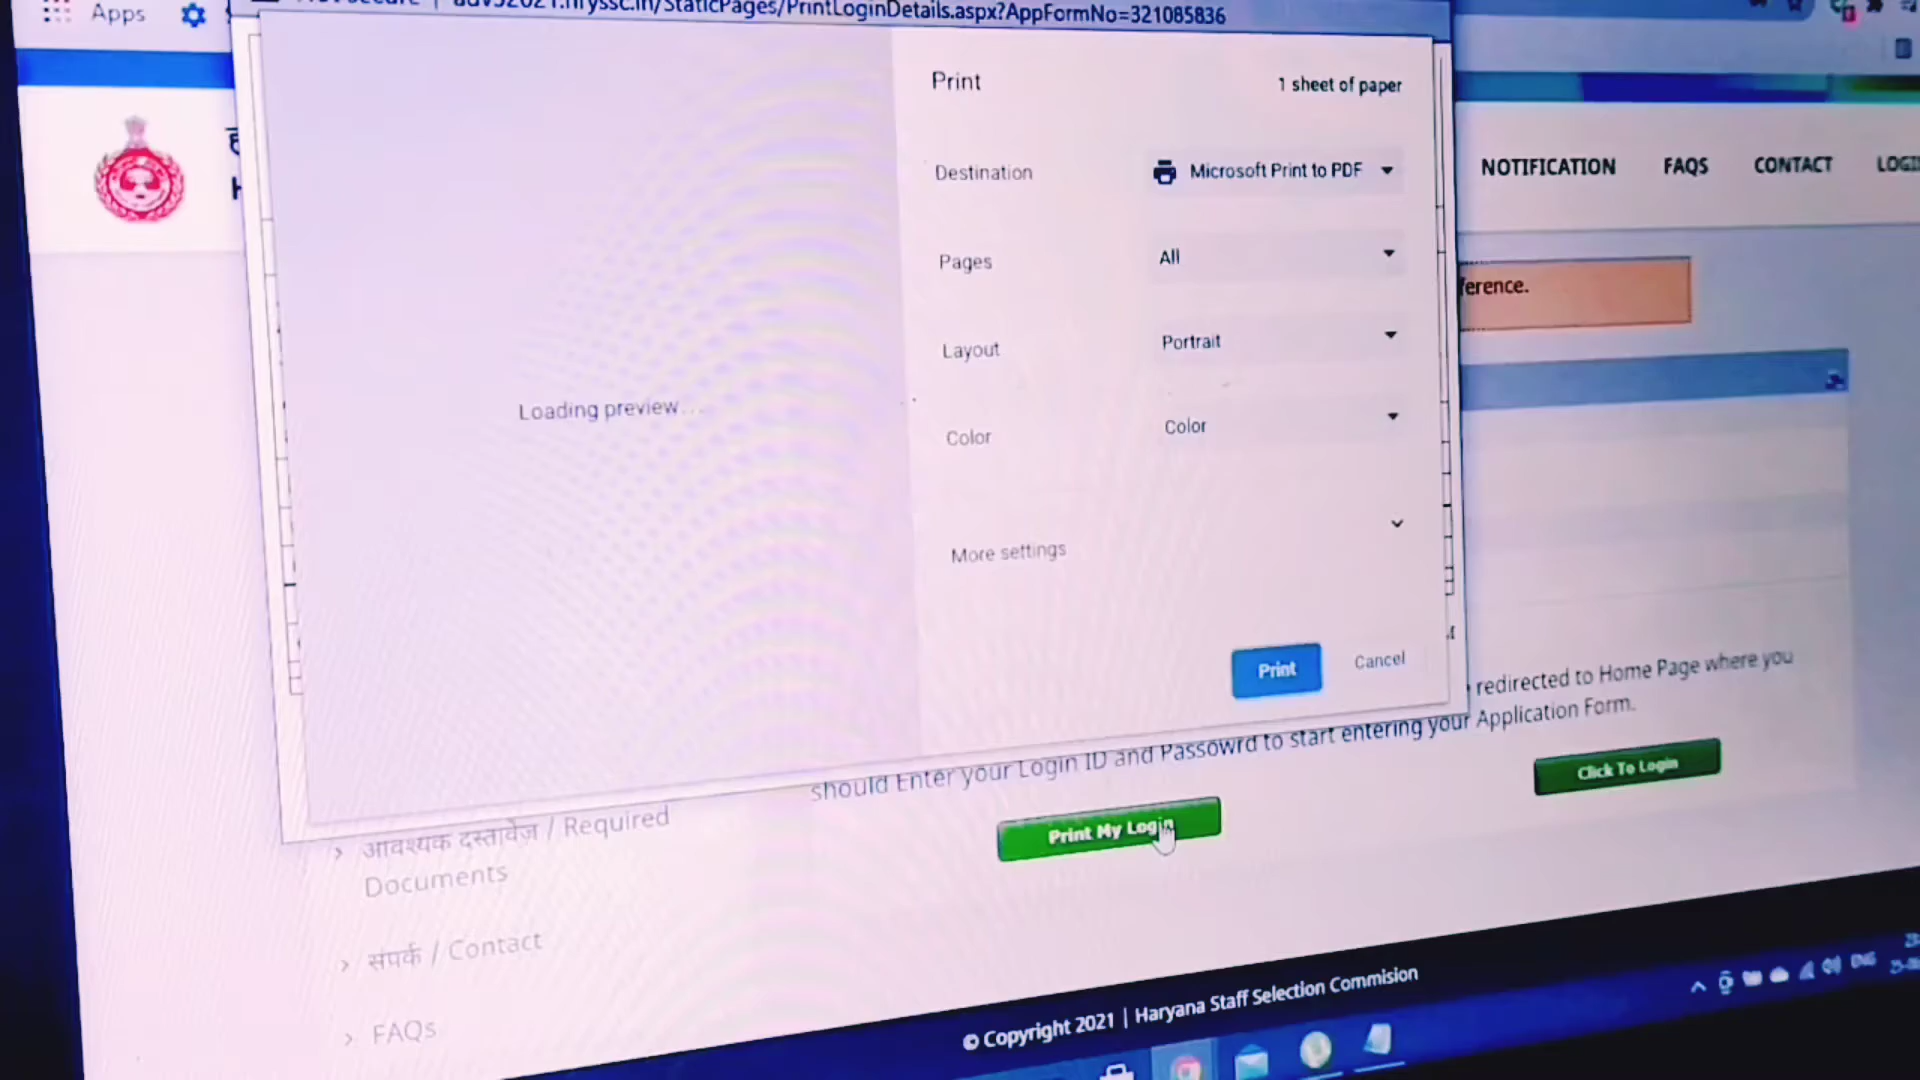 Apps
adv32021.hryssc.in/StaticPages/PrintLoginDetails.aspx?AppFormNo=321085836
Print
1 sheet of paper
Destination
Microsoft Print to PDF
Pages
All
Layout
Portrait
Color
Color
More settings
Print
Cancel
Loading preview...
NOTIFICATION
FAQS
CONTACT
ference.
redirected to Home Page where you
should Enter your Login ID and Passowrd to start entering your Application Form.
Print My Login
Click To Login
› आवश्यक दस्तावेज़ / Required
Documents
› संपर्क / Contact
› FAQs
© Copyright 2021 | Haryana Staff Selection Commision
ENG